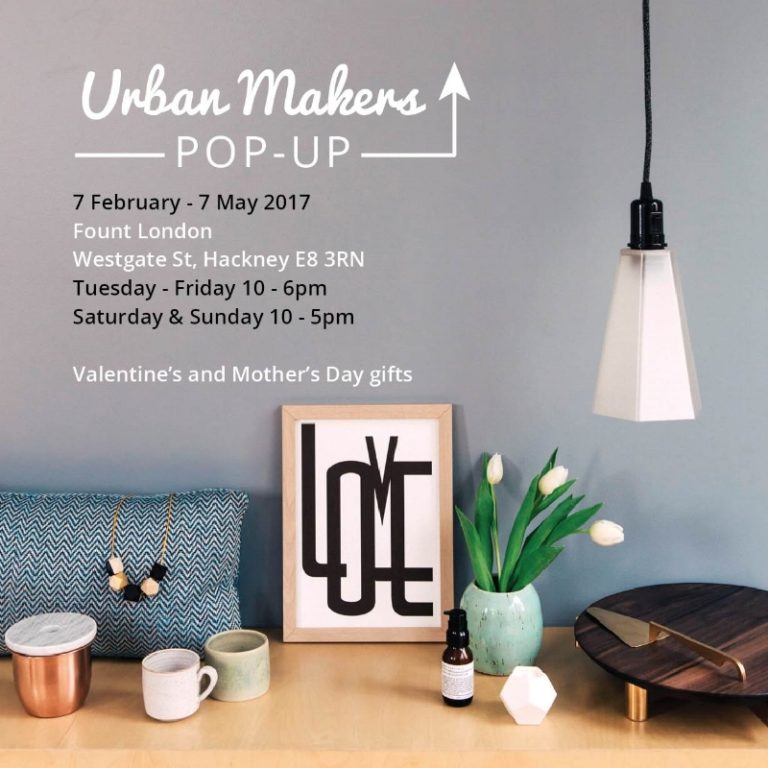 Urban Makers
POP-UP
7 February - 7 May 2017
Fount London
Westgate St, Hackney E8 3RN
Tuesday - Friday 10 - 6pm
Saturday & Sunday 10 - 5pm
Valentine's and Mother's Day gifts
LOVE